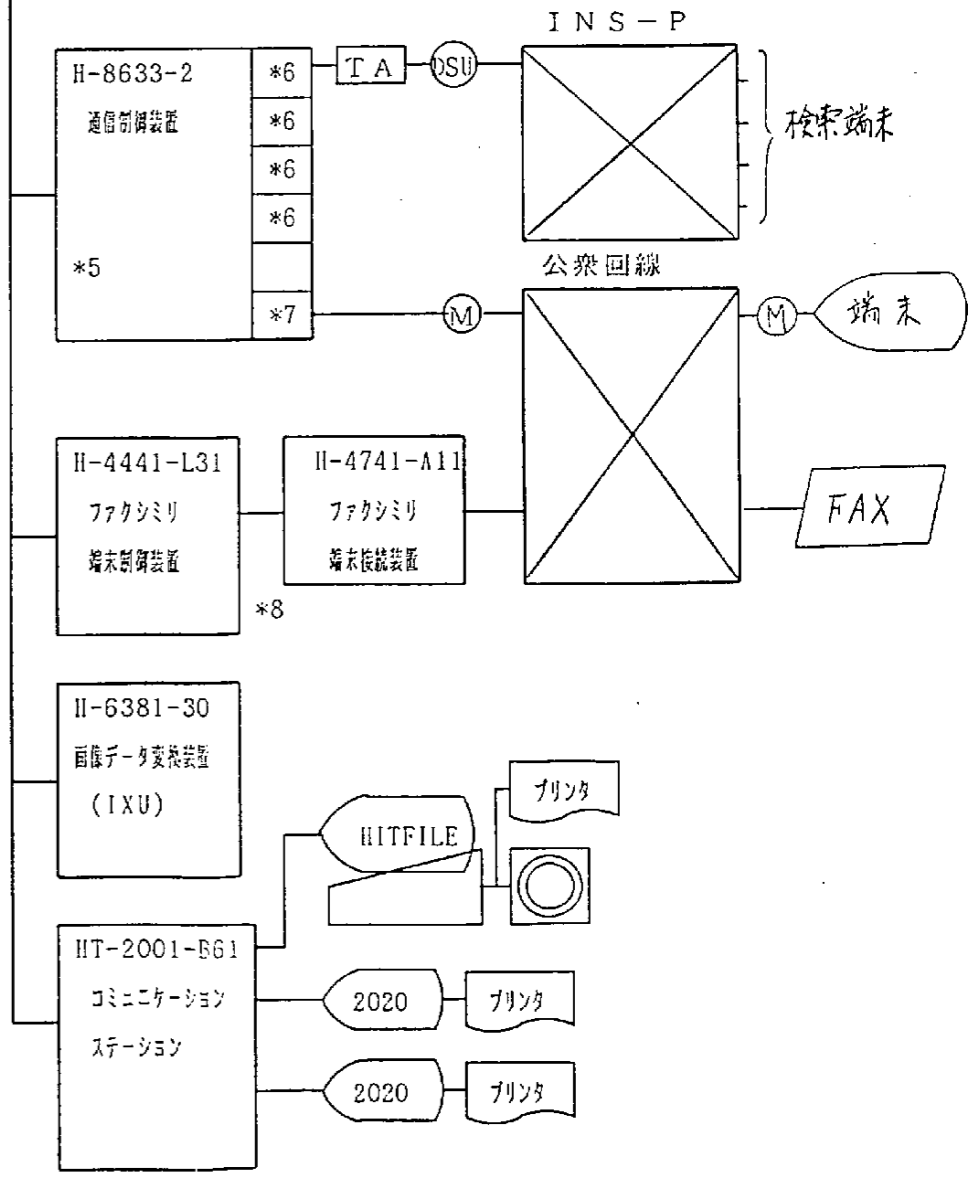 INS-P
H-8633-2
通信制御装置
*5
*6
*6
*6
*6
*7
TA
DSU
検索端末
公衆回線
M
M
端末
H-4441-L31
ファクシミリ
端末制御装置
*8
H-4741-A11
ファクシミリ
端末接続装置
FAX
H-6381-30
画像データ変換装置
(IXU)
HITFILE
プリンタ
HT-2001-B61
コミュニケーション
ステーション
2020
プリンタ
2020
プリンタ